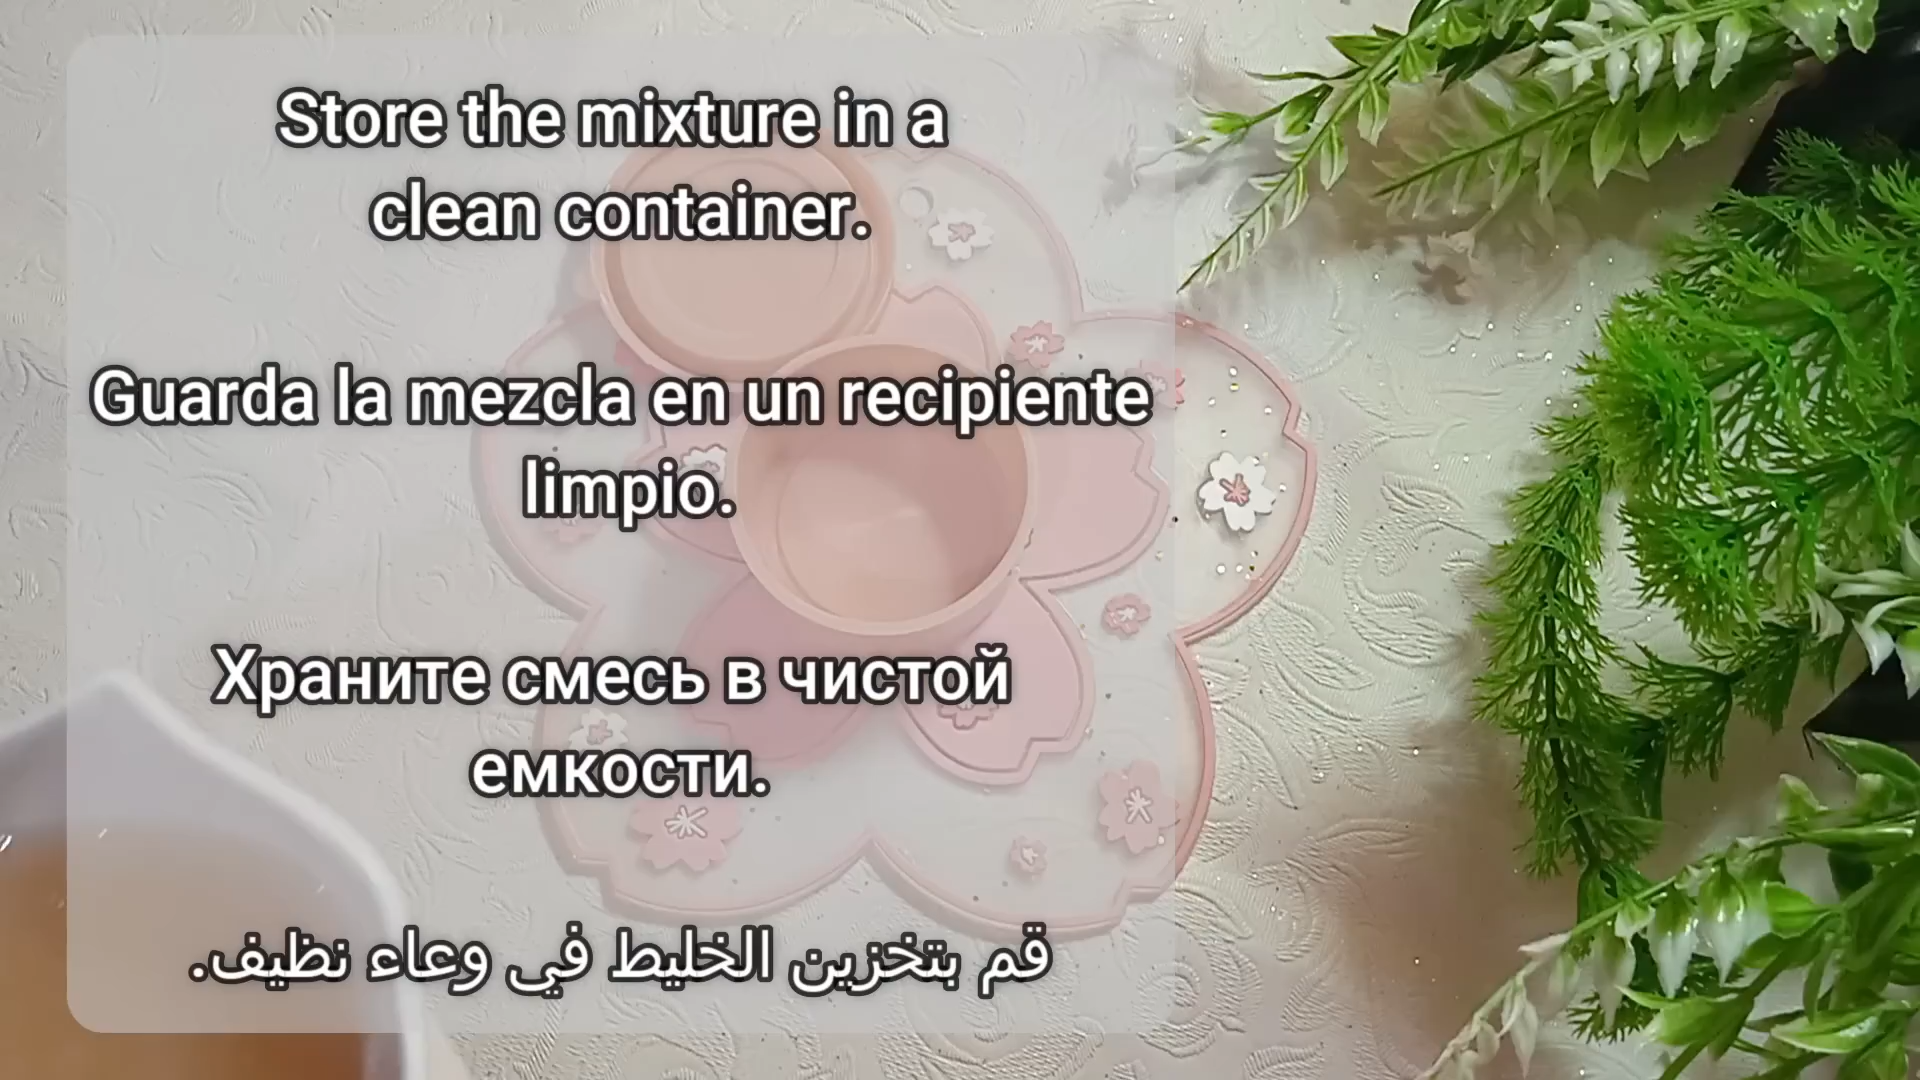 Store the mixture in a
clean container.
Guarda la mezcla en un recipiente
limpio.
Храните смесь в чистой
емкости.
قم بتخزين الخليط في وعاء نظيف.